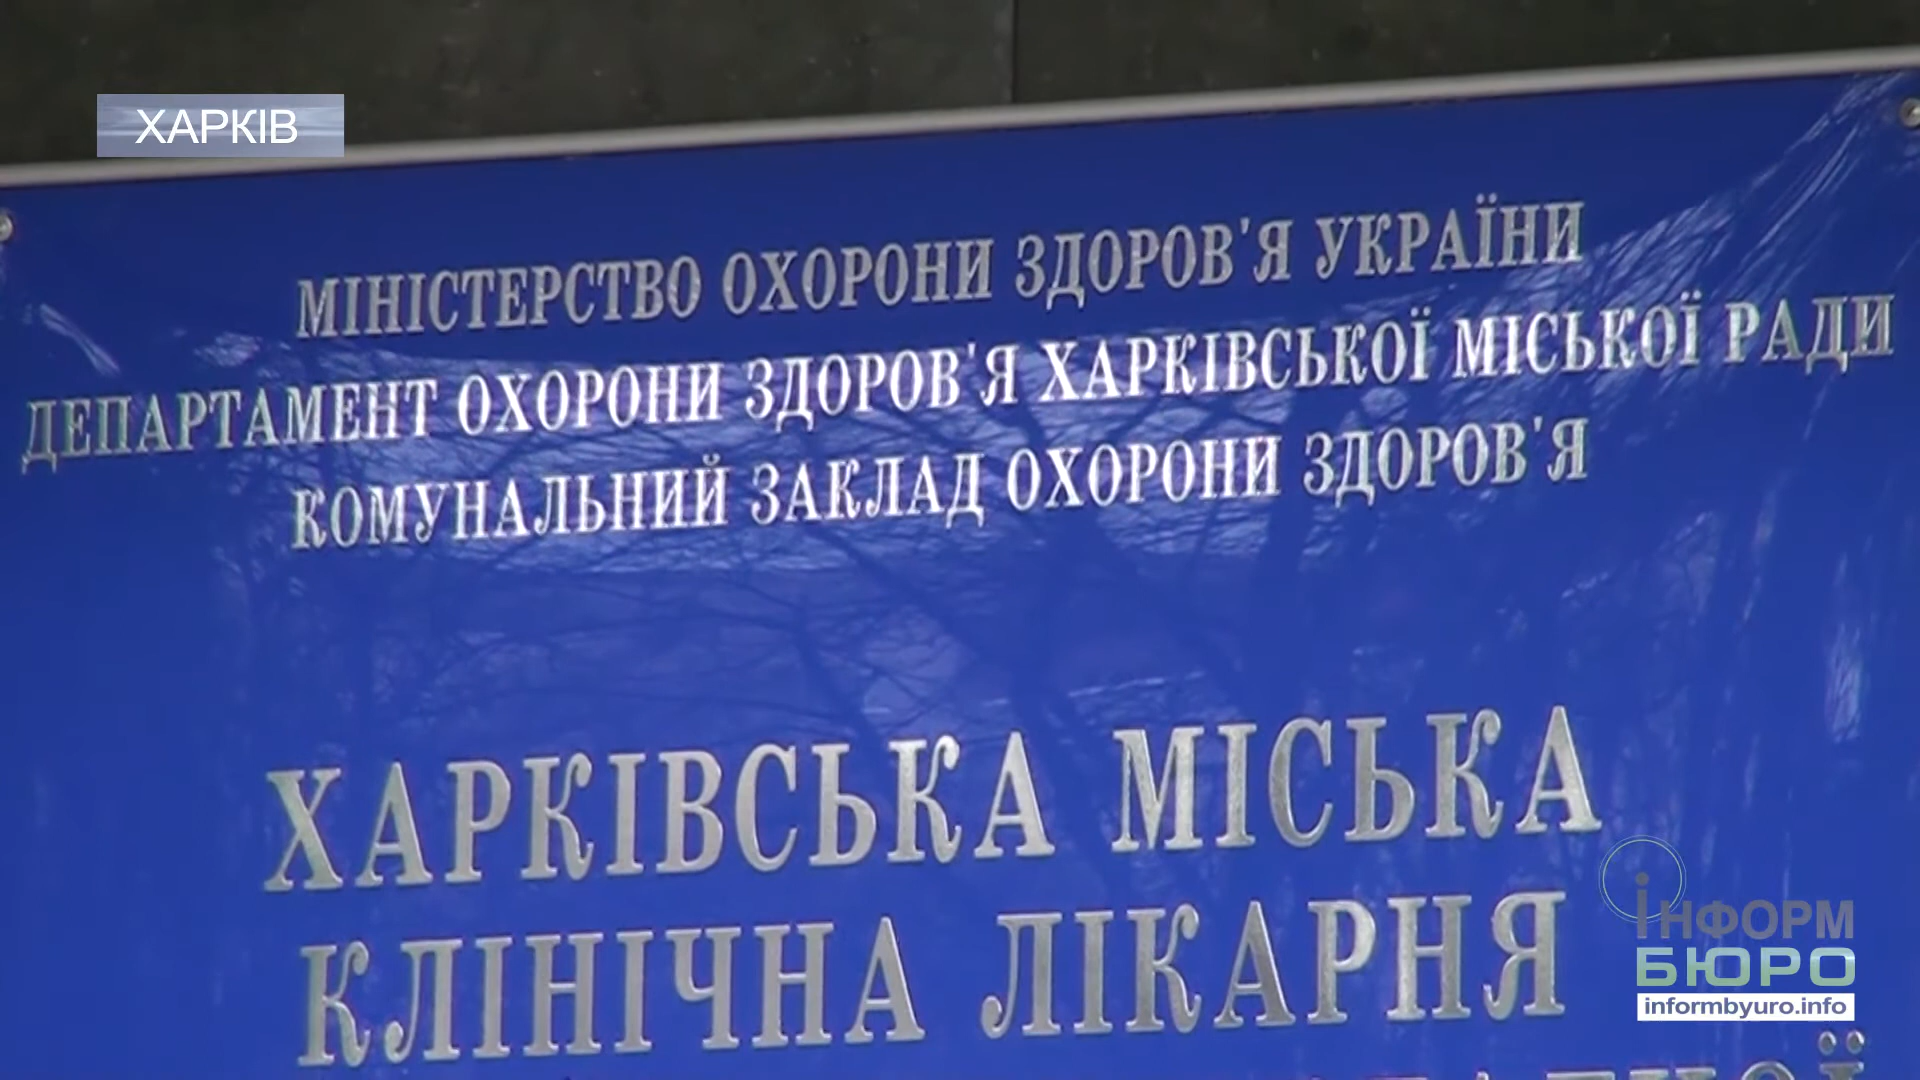 ХАРКІВ
МІНІСТЕРСТВО ОХОРОНИ ЗДОРОВ'Я УКРАЇНИ
ДЕПАРТАМЕНТ ОХОРОНИ ЗДОРОВ'Я ХАРКІВСЬКОЇ МІСЬКОЇ РАДИ
КОМУНАЛЬНИЙ ЗАКЛАД ОХОРОНИ ЗДОРОВ'Я
ХАРКІВСЬКА МІСЬКА
КЛІНІЧНА ЛІКАРНЯ
ІНФОРМ
БЮРО
informbyuro.info